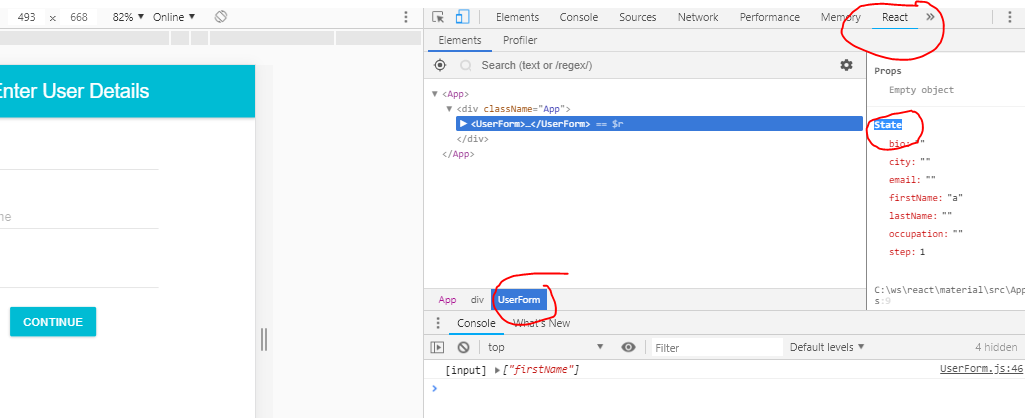 493 × 668 82% ▼ Online ▼
Elements Console Sources Network Performance Memory React »
Elements Profiler
Search (text or /regex/)
Enter User Details
ne
CONTINUE
▼ <App>
▼ <div className="App">
▶ <UserForm>…</UserForm> == $r
</div>
</App>
App div UserForm
Props
Empty object
State
bio: ""
city: ""
email: ""
firstName: "a"
lastName: ""
occupation: ""
step: 1
C:\ws\react\material\src\App
s:9
Console What's New
top ▼ Filter Default levels ▼ 4 hidden
[input] ▶ ["firstName"] UserForm.js:46